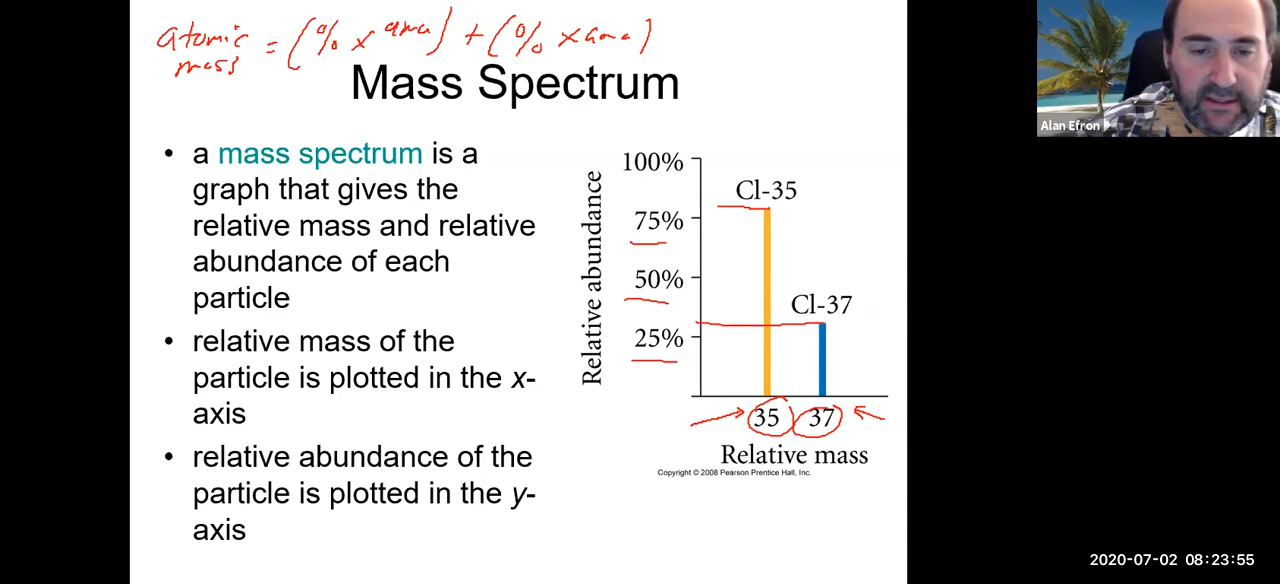 atomic = (% x amu) + (% x amu)
mass
Mass Spectrum
• a mass spectrum is a
graph that gives the
relative mass and relative
abundance of each
particle
• relative mass of the
particle is plotted in the x-
axis
• relative abundance of the
particle is plotted in the y-
axis
Relative abundance
100%
75%
50%
25%
Cl-35
Cl-37
35 37
Relative mass
Copyright © 2008 Pearson Prentice Hall, Inc.
Alan Efron
2020-07-02 08:23:55